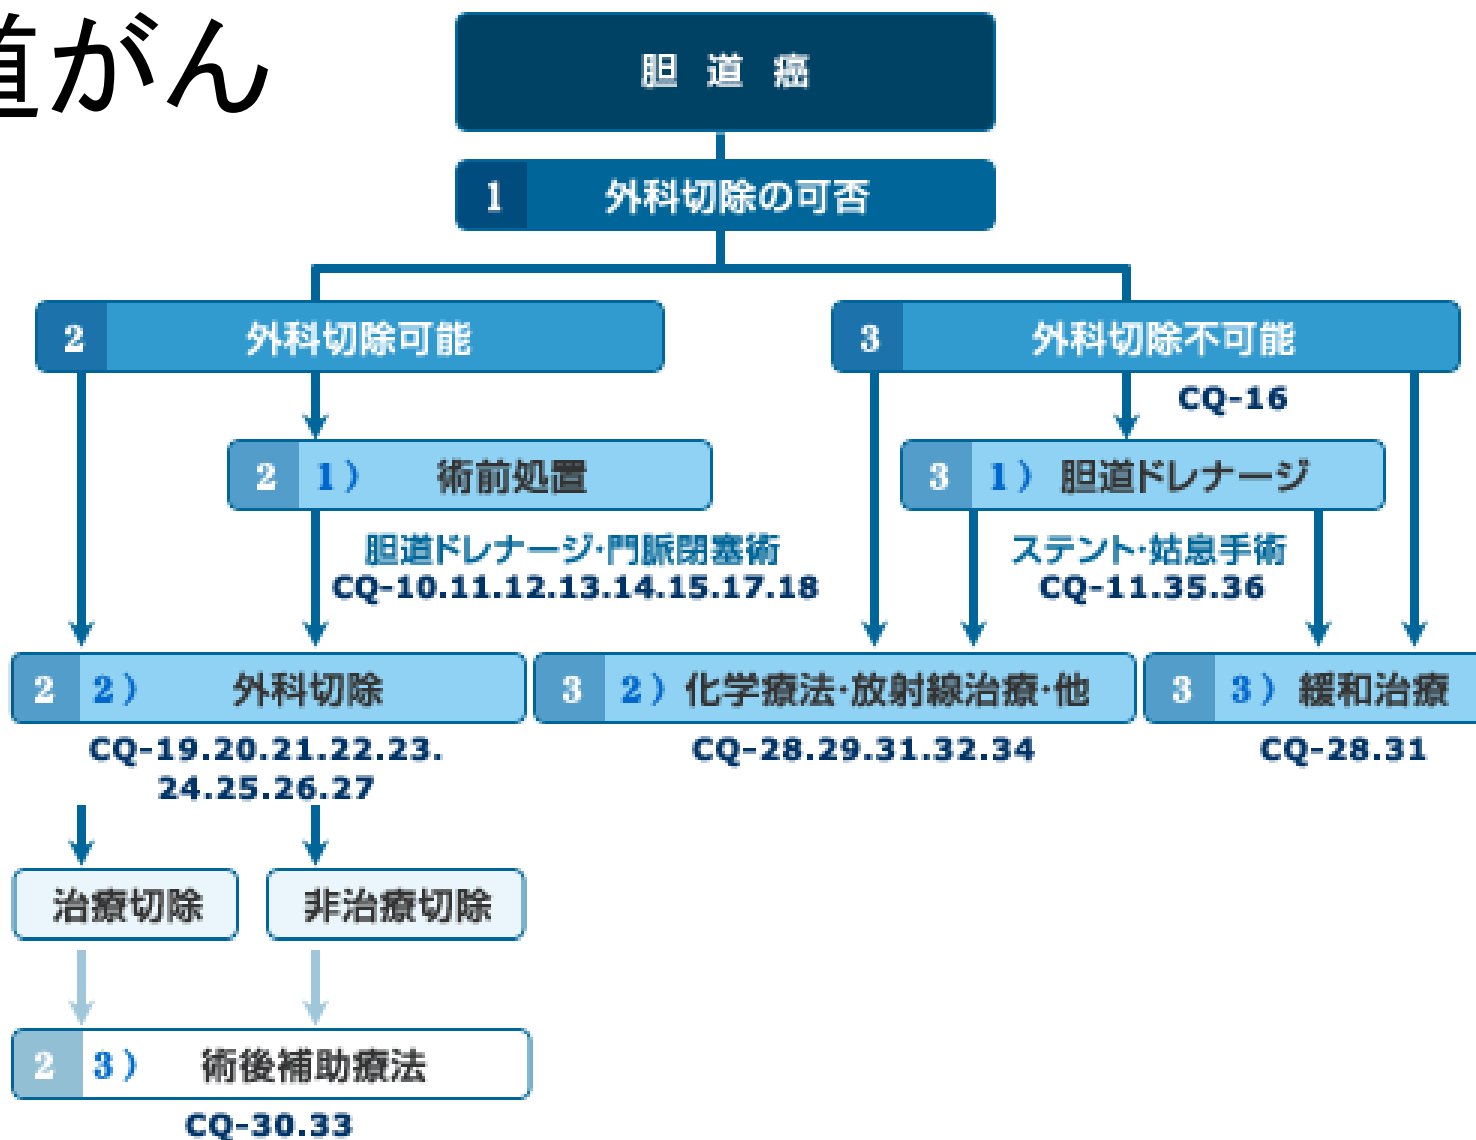 道がん
胆 道 癌
1 外科切除の可否
2 外科切除可能
3 外科切除不可能
CQ-16
2 1） 術前処置
3 1） 胆道ドレナージ
胆道ドレナージ・門脈閉塞術
CQ-10.11.12.13.14.15.17.18
ステント・姑息手術
CQ-11.35.36
2 2） 外科切除
3 2） 化学療法・放射線治療・他
3 3） 緩和治療
CQ-19.20.21.22.23.
24.25.26.27
CQ-28.29.31.32.34
CQ-28.31
治療切除
非治療切除
2 3） 術後補助療法
CQ-30.33